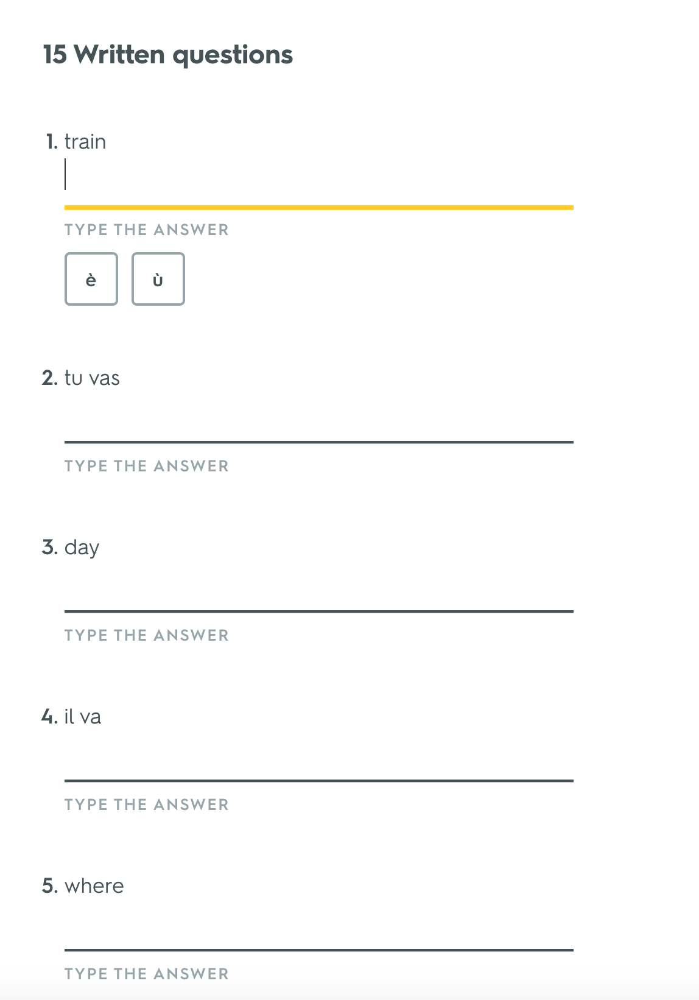 15 Written questions
1. train
TYPE THE ANSWER
è ù
2. tu vas
TYPE THE ANSWER
3. day
TYPE THE ANSWER
4. il va
TYPE THE ANSWER
5. where
TYPE THE ANSWER